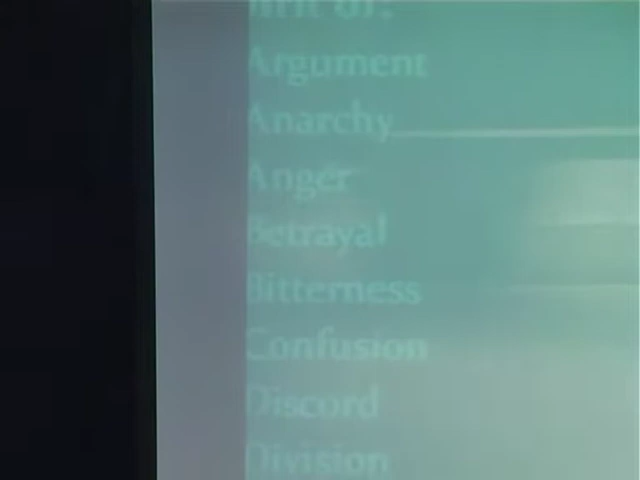 Argument
Anarchy
Anger
Betrayal
Bitterness
Confusion
Discord
Division